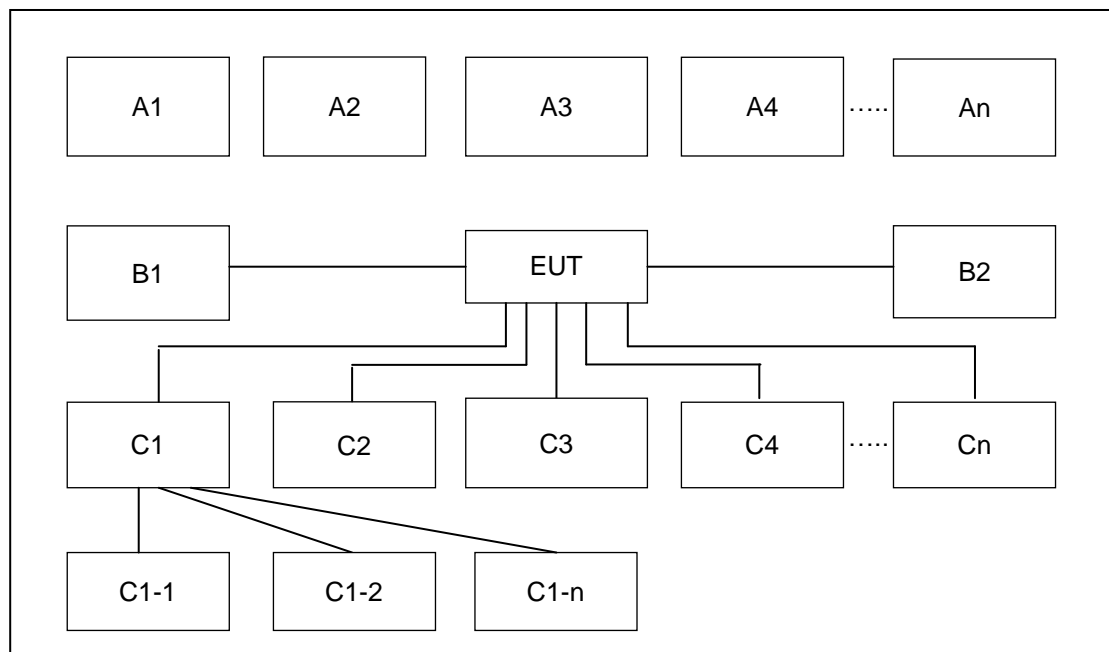 A1 A2 A3 A4 ..... An
B1 EUT B2
C1 C2 C3 C4 ..... Cn
C1-1 C1-2 C1-n